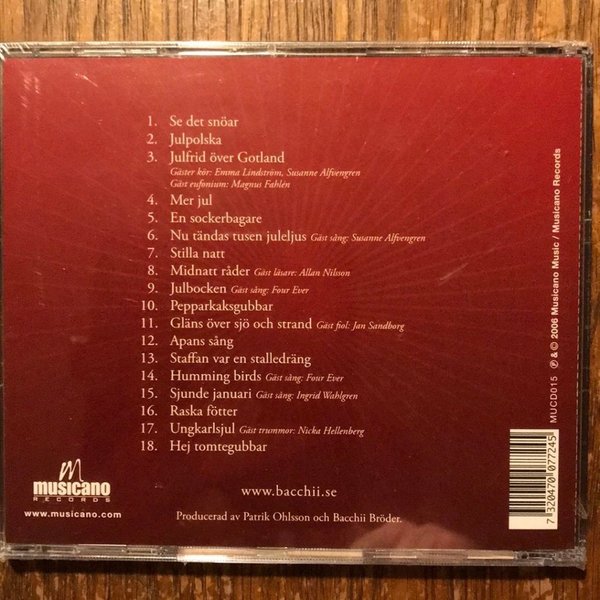 1. Se det snöar
2. Julpolska
3. Julfrid över Gotland
Gäster kör: Emma Lindström, Susanne Alfvengren
Gäst eufonium: Magnus Fahlén
4. Mer jul
5. En sockerbagare
6. Nu tändas tusen juleljus Gäst sång: Susanne Alfvengren
7. Stilla natt
8. Midnatt råder Gäst läsare: Allan Nilsson
9. Julbocken Gäst sång: Four Ever
10. Pepparkaksgubbar
11. Gläns över sjö och strand Gäst fiol: Jan Sandborg
12. Apans sång
13. Staffan var en stalledräng
14. Humming birds Gäst sång: Four Ever
15. Sjunde januari Gäst sång: Ingrid Wahlgren
16. Raska fötter
17. Ungkarlsjul Gäst trummor: Nicka Hellenberg
18. Hej tomtegubbar
musicano
RECORDS
www.musicano.com
www.bacchii.se
Producerad av Patrik Ohlsson och Bacchii Bröder.
MUCD015 ℗ & © 2006 Musicano Music / Musicano Records
7 320470 077245